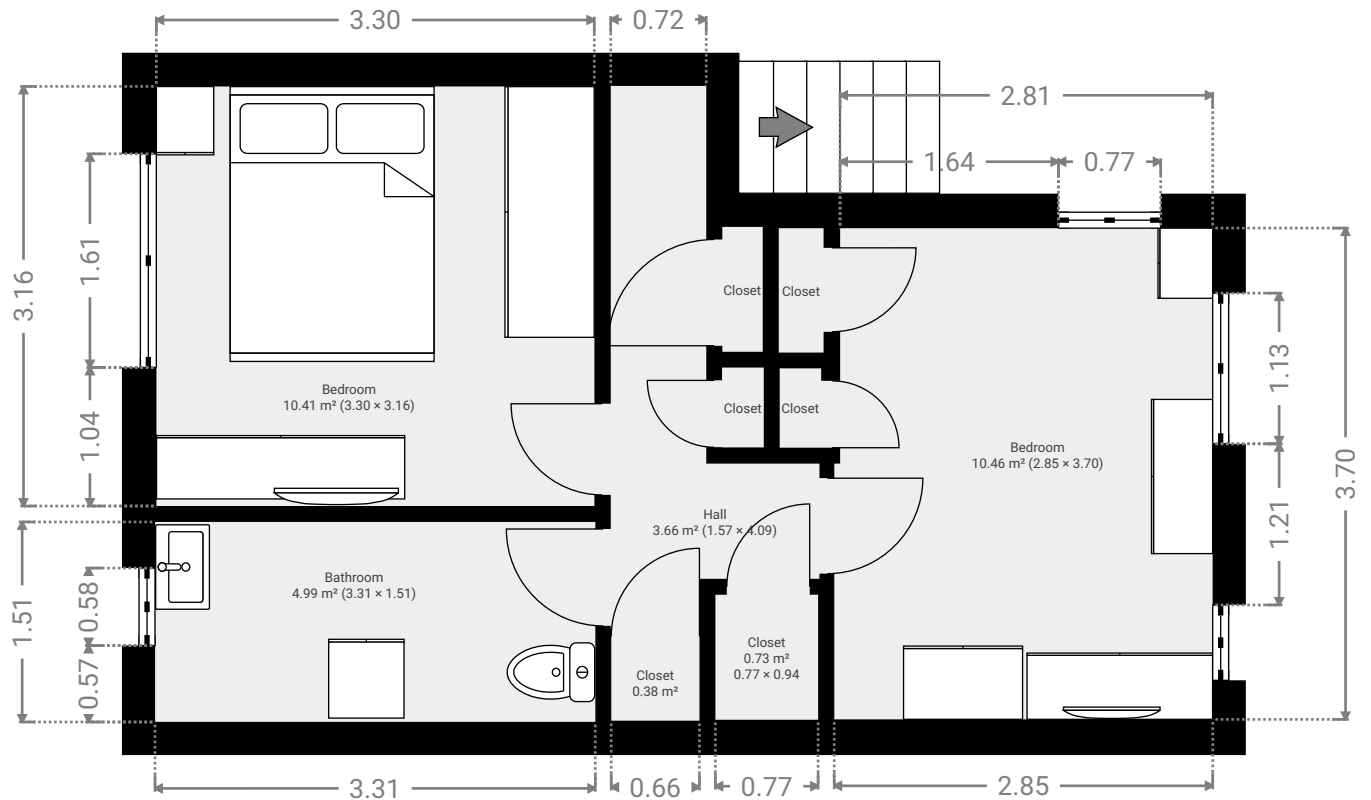 3.30
0.72
2.81
1.64
0.77
3.16
1.61
1.04
Closet
Closet
1.13
3.70
Bedroom
10.41 m² (3.30 × 3.16)
Closet
Closet
Bedroom
10.46 m² (2.85 × 3.70)
1.21
Hall
3.66 m² (1.57 × 4.09)
1.51
0.58
0.57
Bathroom
4.99 m² (3.31 × 1.51)
Closet
0.38 m²
Closet
0.73 m²
0.77 × 0.94
3.31
0.66
0.77
2.85